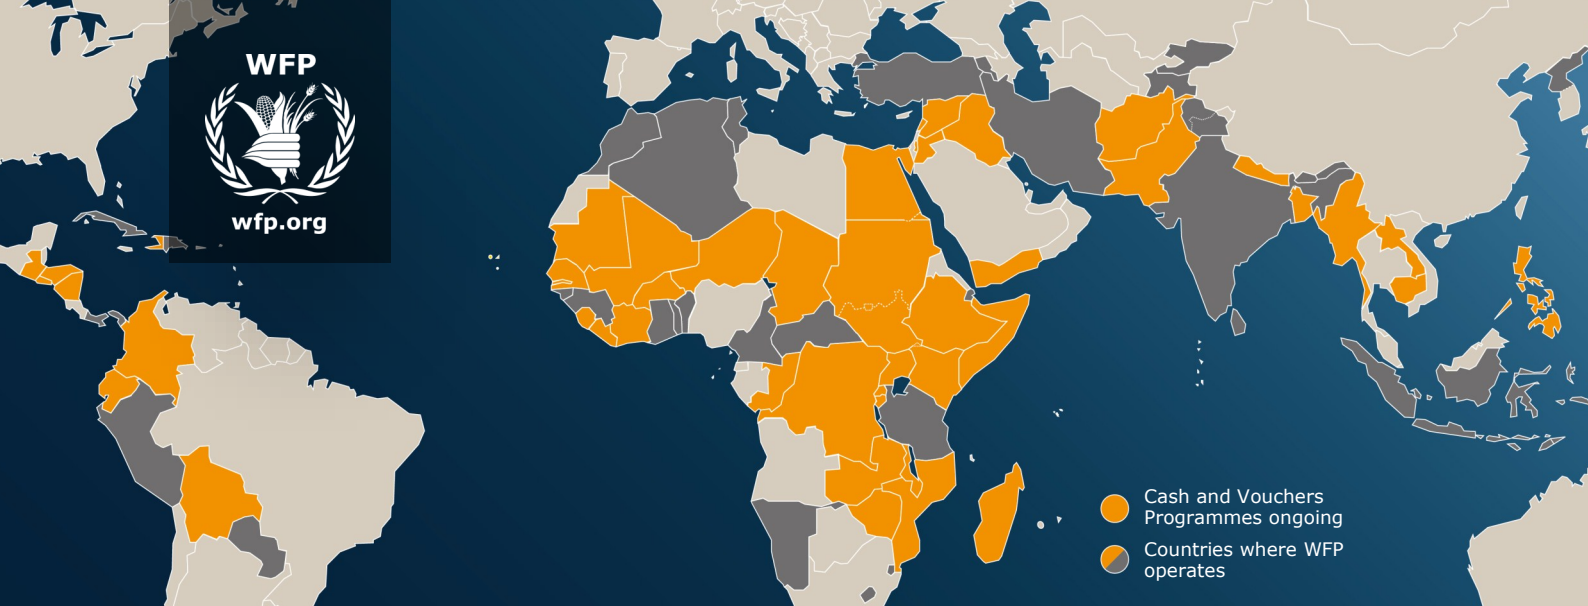 WFP
wfp.org
Cash and Vouchers
Programmes ongoing
Countries where WFP
operates